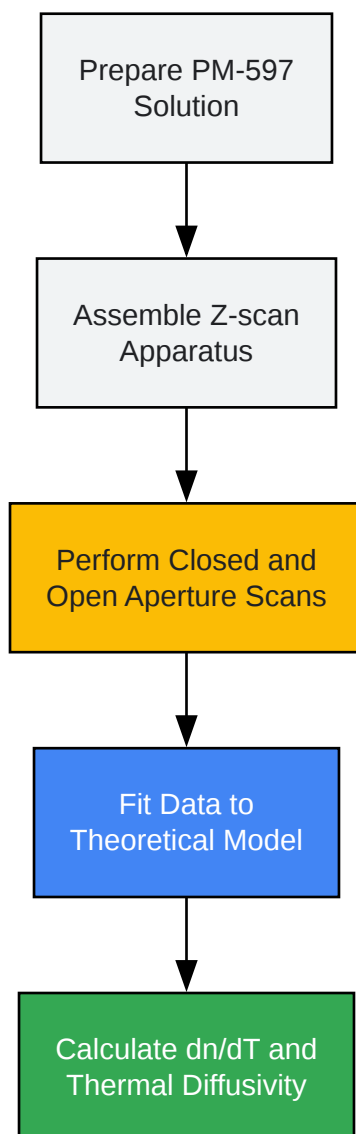 Prepare PM-597
Solution
Assemble Z-scan
Apparatus
Perform Closed and
Open Aperture Scans
Fit Data to
Theoretical Model
Calculate dn/dT and
Thermal Diffusivity